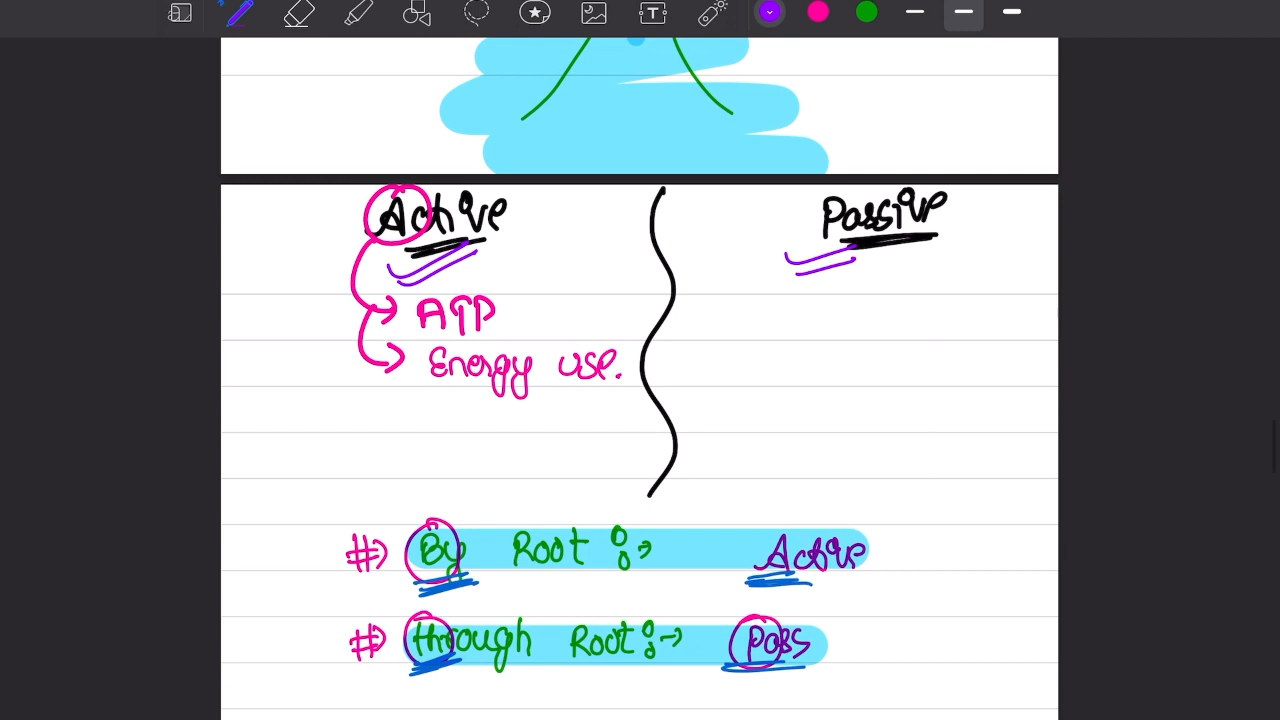 Active Passive
ATP
Energy use.
By Root :→ Active
through Root :→ Pass